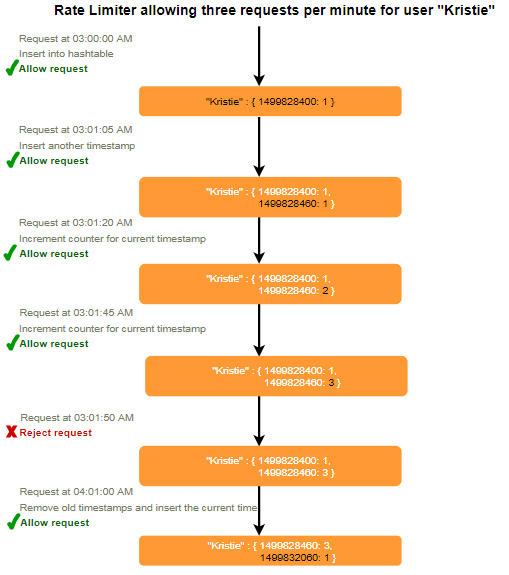 Rate Limiter allowing three requests per minute for user "Kristie"
Request at 03:00:00 AM
Insert into hashtable
Allow request
"Kristie" : { 1499828400: 1 }
Request at 03:01:05 AM
Insert another timestamp
Allow request
"Kristie" : { 1499828400: 1,
1499828460: 1 }
Request at 03:01:20 AM
Increment counter for current timestamp
Allow request
"Kristie" : { 1499828400: 1,
1499828460: 2 }
Request at 03:01:45 AM
Increment counter for current timestamp
Allow request
"Kristie" : { 1499828400: 1,
1499828460: 3 }
Request at 03:01:50 AM
Reject request
"Kristie" : { 1499828400: 1,
1499828460: 3 }
Request at 04:01:00 AM
Remove old timestamps and insert the current time
Allow request
"Kristie" : { 1499828460: 3,
1499832060: 1 }